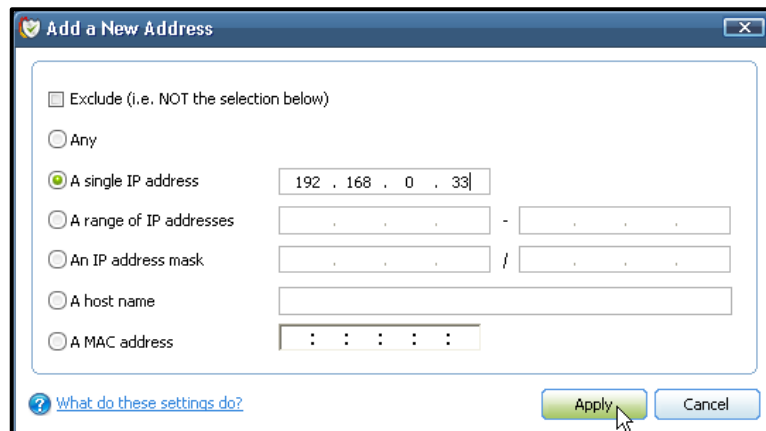 Add a New Address
Exclude (i.e. NOT the selection below)
Any
A single IP address 192 . 168 . 0 . 33
A range of IP addresses . . . - . . .
An IP address mask . . . / . . .
A host name
A MAC address : : : : :
What do these settings do? Apply Cancel